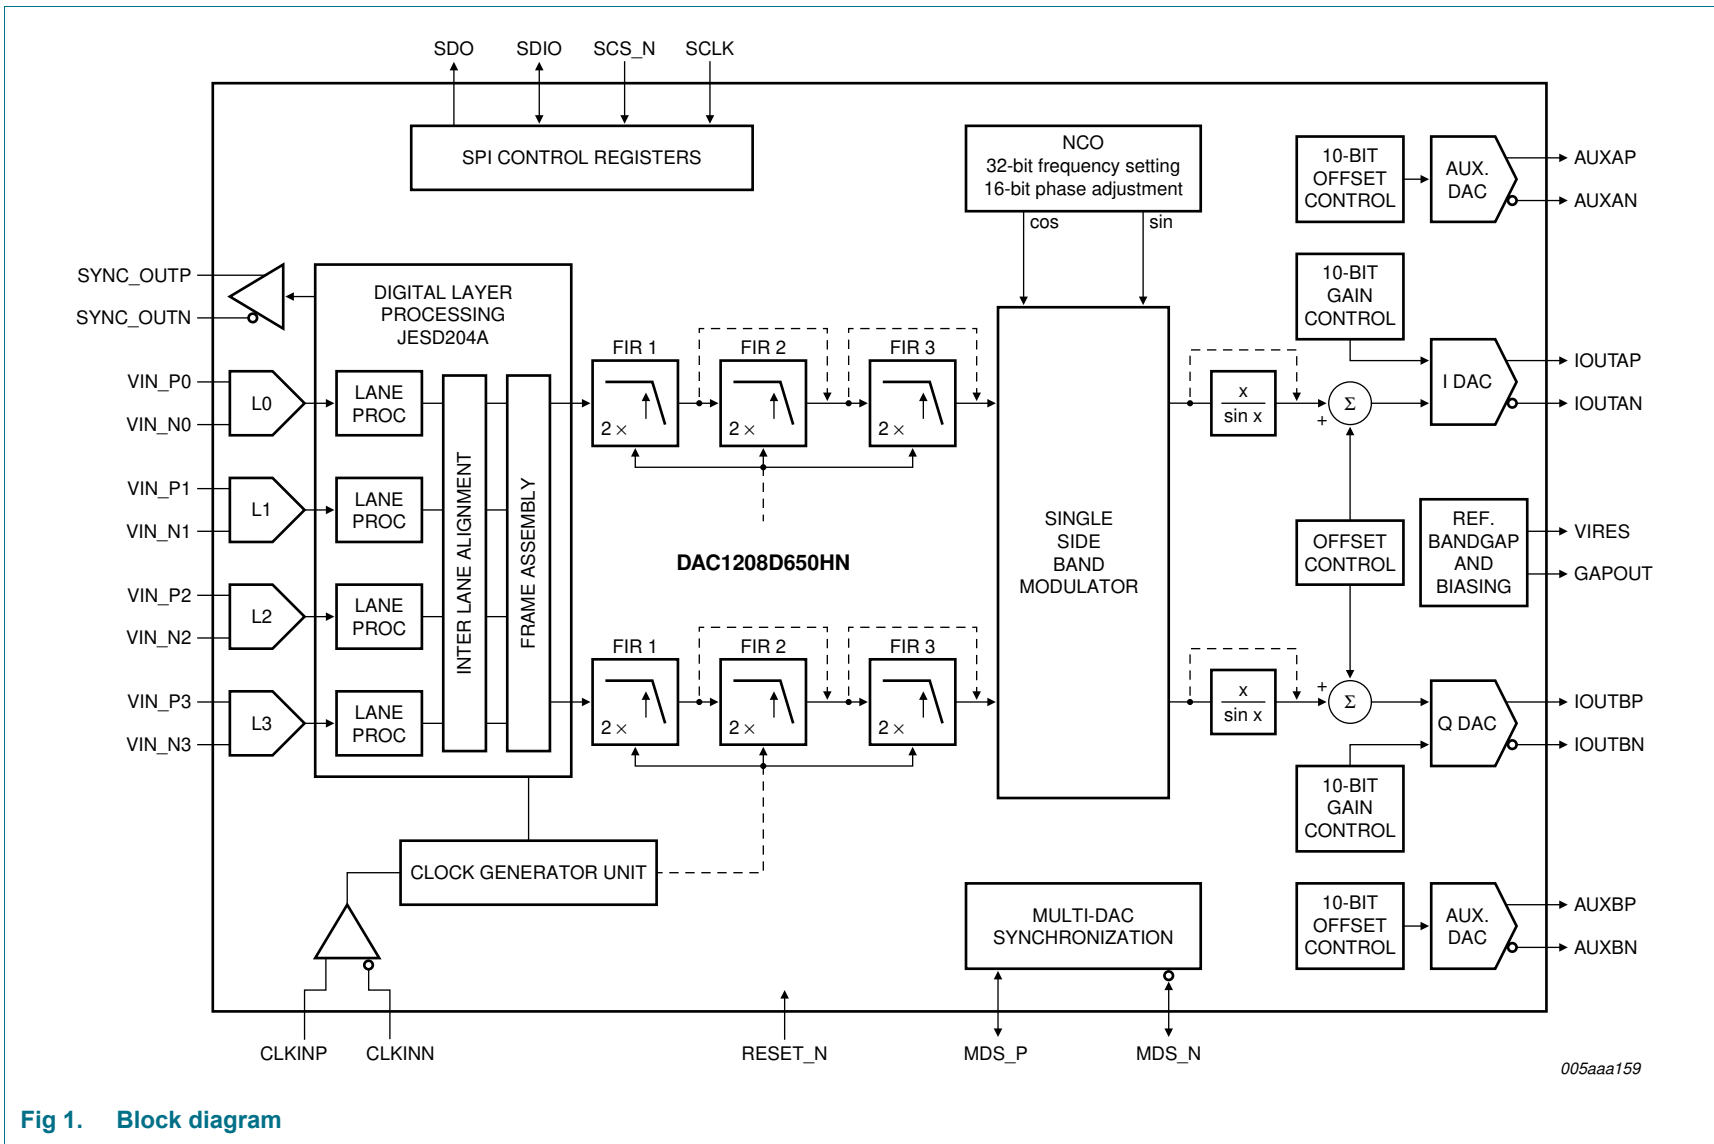 SDO SDIO SCS_N SCLK
SPI CONTROL REGISTERS
NCO
32-bit frequency setting
16-bit phase adjustment
cos sin
10-BIT
OFFSET
CONTROL
AUX.
DAC
AUXAP
AUXAN
SYNC_OUTP
SYNC_OUTN
DIGITAL LAYER
PROCESSING
JESD204A
10-BIT
GAIN
CONTROL
VIN_P0
VIN_N0
L0
LANE
PROC
VIN_P1
VIN_N1
L1
LANE
PROC
VIN_P2
VIN_N2
L2
LANE
PROC
VIN_P3
VIN_N3
L3
LANE
PROC
INTER LANE ALIGNMENT
FRAME ASSEMBLY
FIR 1
2 ×
FIR 2
2 ×
FIR 3
2 ×
DAC1208D650HN
FIR 1
2 ×
FIR 2
2 ×
FIR 3
2 ×
SINGLE
SIDE
BAND
MODULATOR
x
sin x
+
Σ
I DAC
IOUTAP
IOUTAN
OFFSET
CONTROL
REF.
BANDGAP
AND
BIASING
VIRES
GAPOUT
x
sin x
+
Σ
Q DAC
IOUTBP
IOUTBN
10-BIT
GAIN
CONTROL
CLOCK GENERATOR UNIT
MULTI-DAC
SYNCHRONIZATION
10-BIT
OFFSET
CONTROL
AUX.
DAC
AUXBP
AUXBN
CLKINP CLKINN RESET_N MDS_P MDS_N
005aaa159
Fig 1. Block diagram